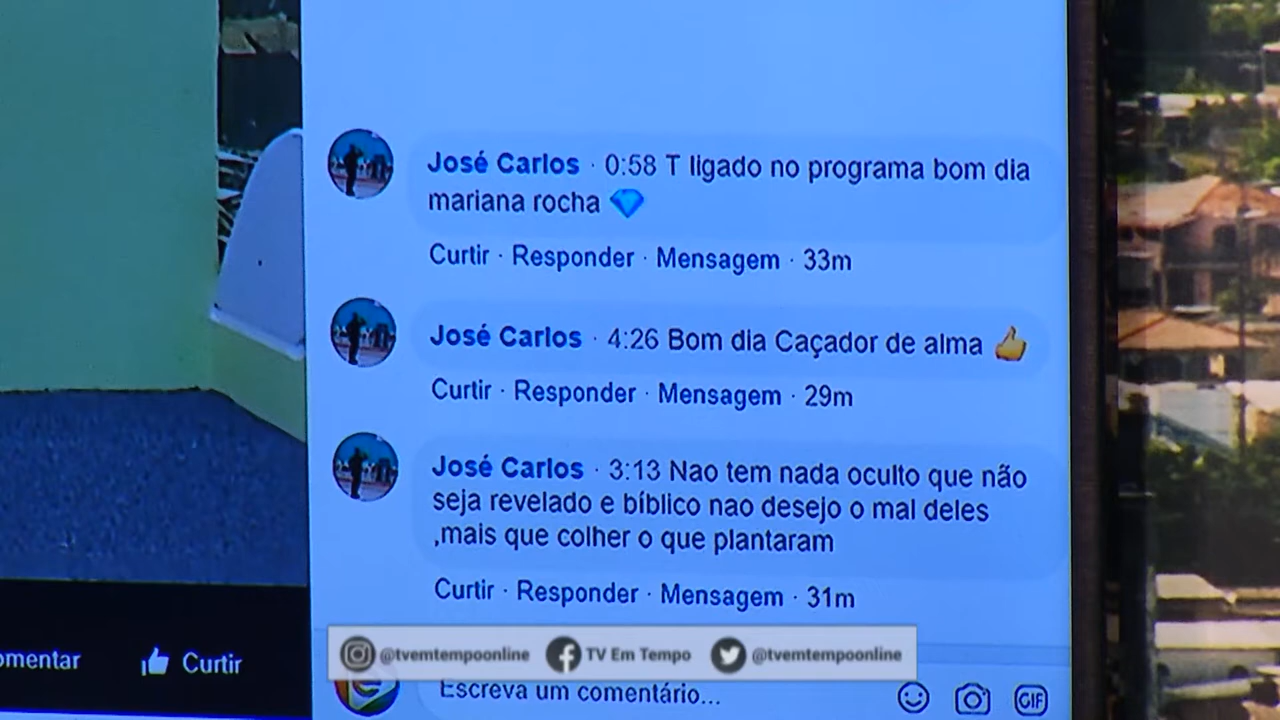 José Carlos · 0:58 T ligado no programa bom dia
mariana rocha 💎
Curtir · Responder · Mensagem · 33m
José Carlos · 4:26 Bom dia Caçador de alma 👍
Curtir · Responder · Mensagem · 29m
José Carlos · 3:13 Nao tem nada oculto que não
seja revelado e bíblico nao desejo o mal deles
,mais que colher o que plantaram
Curtir · Responder · Mensagem · 31m
omentar Curtir
@tvemtempoonline TV Em Tempo @tvemtempoonline
Escreva um comentário... GIF